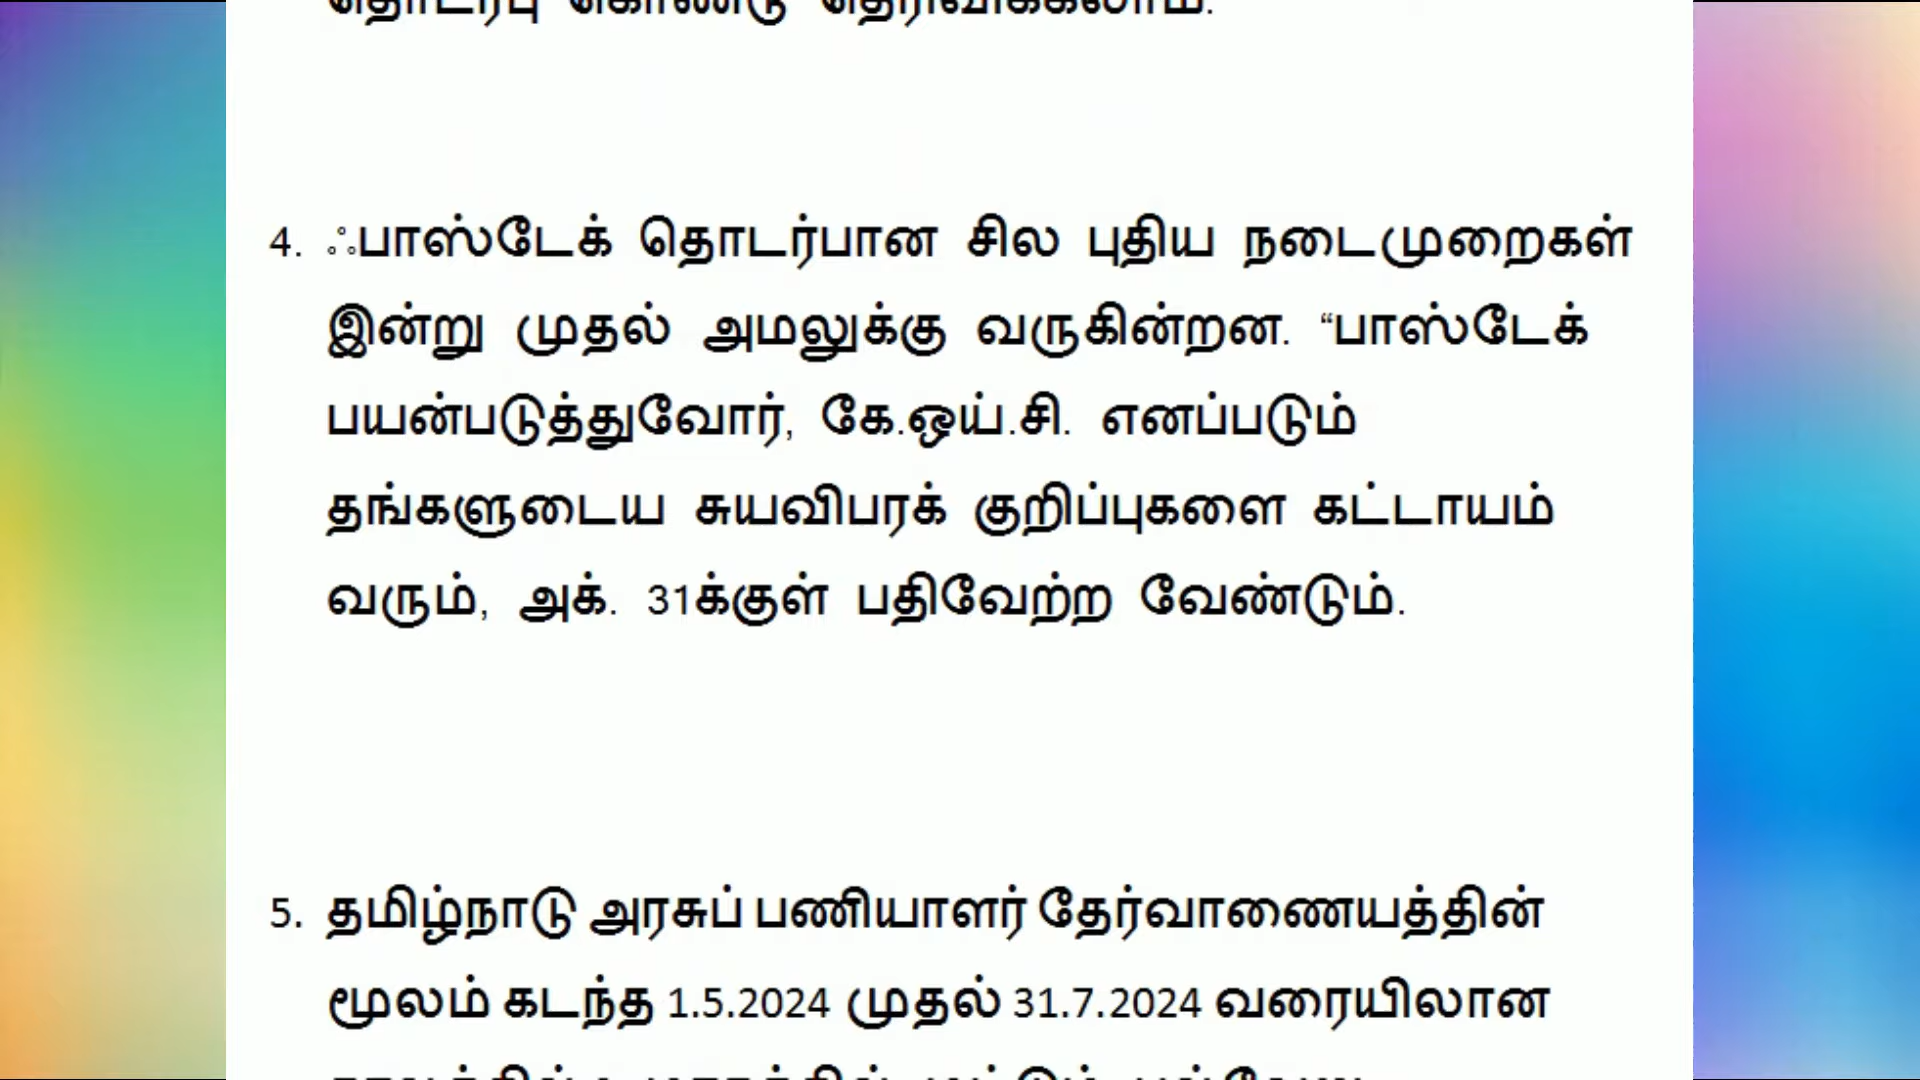 தொடர்பு கொண்டு தெரிவிக்கலாம்.
4. ஃபாஸ்டேக் தொடர்பான சில புதிய நடைமுறைகள்
இன்று முதல் அமலுக்கு வருகின்றன. “பாஸ்டேக்
பயன்படுத்துவோர், கே.ஒய்.சி. எனப்படும்
தங்களுடைய சுயவிபரக் குறிப்புகளை கட்டாயம்
வரும், அக். 31க்குள் பதிவேற்ற வேண்டும்.
5. தமிழ்நாடு அரசுப் பணியாளர் தேர்வாணையத்தின்
மூலம் கடந்த 1.5.2024 முதல் 31.7.2024 வரையிலான